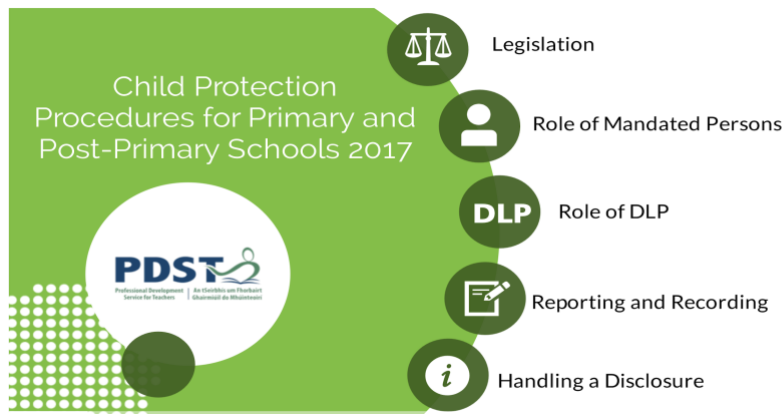 Child Protection
Procedures for Primary and
Post-Primary Schools 2017
PDST
Professional Development
Service for Teachers
An tSeirbhís um Fhorbairt
Ghairmiúil do Mhúinteoirí
Legislation
Role of Mandated Persons
DLP
Role of DLP
Reporting and Recording
i
Handling a Disclosure